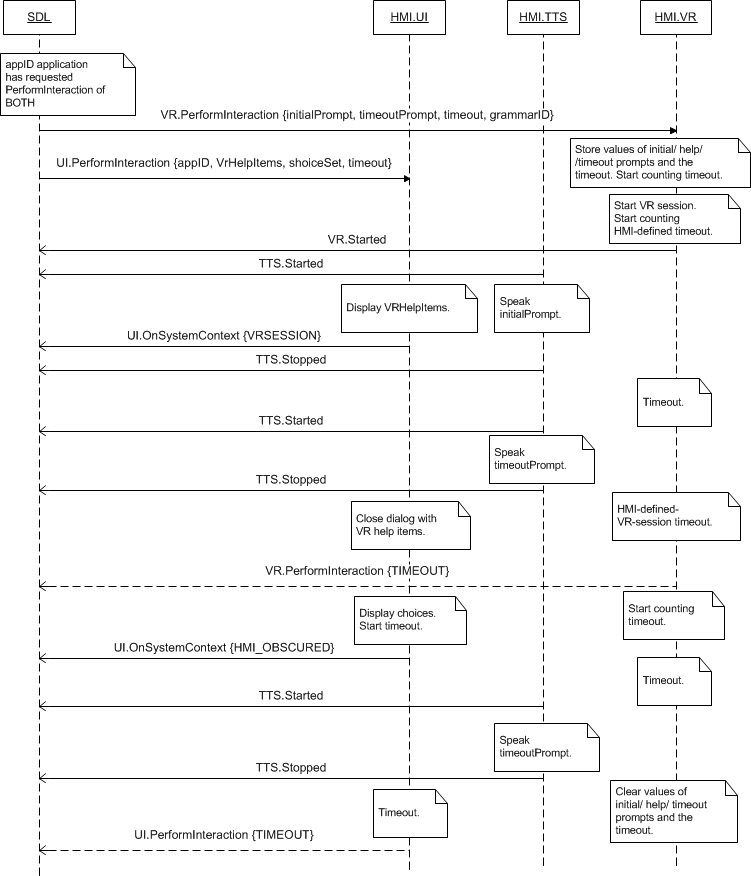 SDL
HMI.UI
HMI.TTS
HMI.VR
appID application
has requested
PerformInteraction of
BOTH
VR.PerformInteraction {initialPrompt, timeoutPrompt, timeout, grammarID}
Store values of initial/ help/
/timeout prompts and the
timeout. Start counting timeout.
UI.PerformInteraction {appID, VrHelpItems, shoiceSet, timeout}
Start VR session.
Start counting
HMI-defined timeout.
VR.Started
TTS.Started
Display VRHelpItems.
Speak
initialPrompt.
UI.OnSystemContext {VRSESSION}
TTS.Stopped
Timeout.
TTS.Started
Speak
timeoutPrompt.
TTS.Stopped
Close dialog with
VR help items.
HMI-defined-
VR-session timeout.
VR.PerformInteraction {TIMEOUT}
Display choices.
Start timeout.
Start counting
timeout.
UI.OnSystemContext {HMI_OBSCURED}
Timeout.
TTS.Started
Speak
timeoutPrompt.
TTS.Stopped
Timeout.
Clear values of
initial/ help/ timeout
prompts and the
timeout.
UI.PerformInteraction {TIMEOUT}